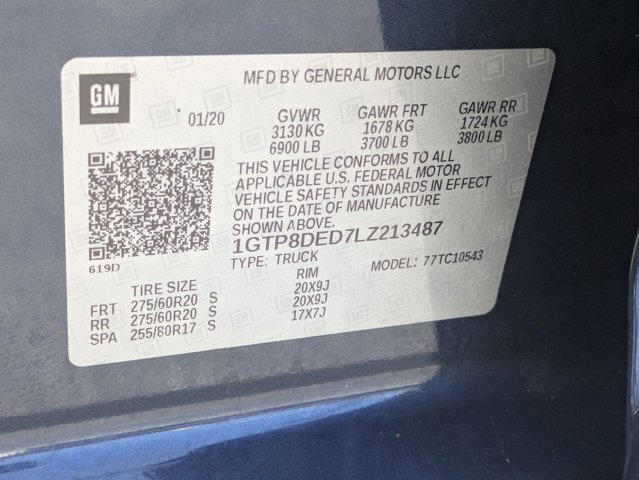 GM
MFD BY GENERAL MOTORS LLC
01/20
GVWR GAWR FRT GAWR RR
3130 KG 1678 KG 1724 KG
6900 LB 3700 LB 3800 LB
THIS VEHICLE CONFORMS TO ALL
APPLICABLE U.S. FEDERAL MOTOR
VEHICLE SAFETY STANDARDS IN EFFECT
ON THE DATE OF MANUFACTURE
SHOWN ABOVE.
1GTP8DED7LZ213487
619D
TYPE: TRUCK MODEL: 77TC10543
TIRE SIZE RIM
FRT 275/60R20 S 20X9J
RR 275/60R20 S 20X9J
SPA 255/80R17 S 17X7J